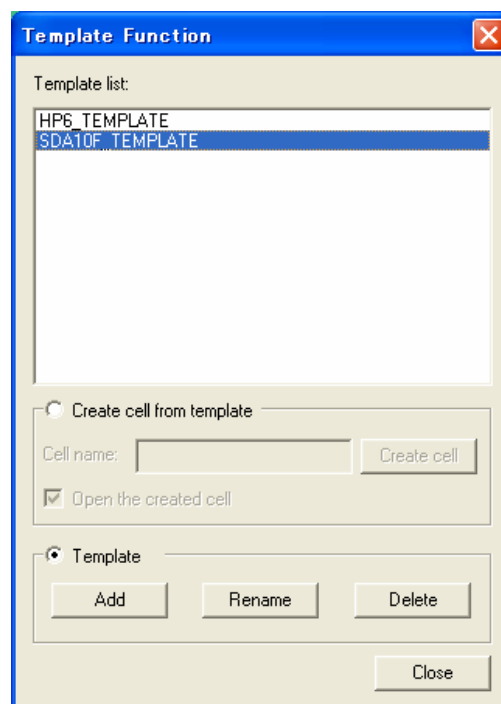 Template Function
Template list:
HP6_TEMPLATE
SDA10F_TEMPLATE
Create cell from template
Cell name:
Create cell
Open the created cell
Template
Add Rename Delete
Close